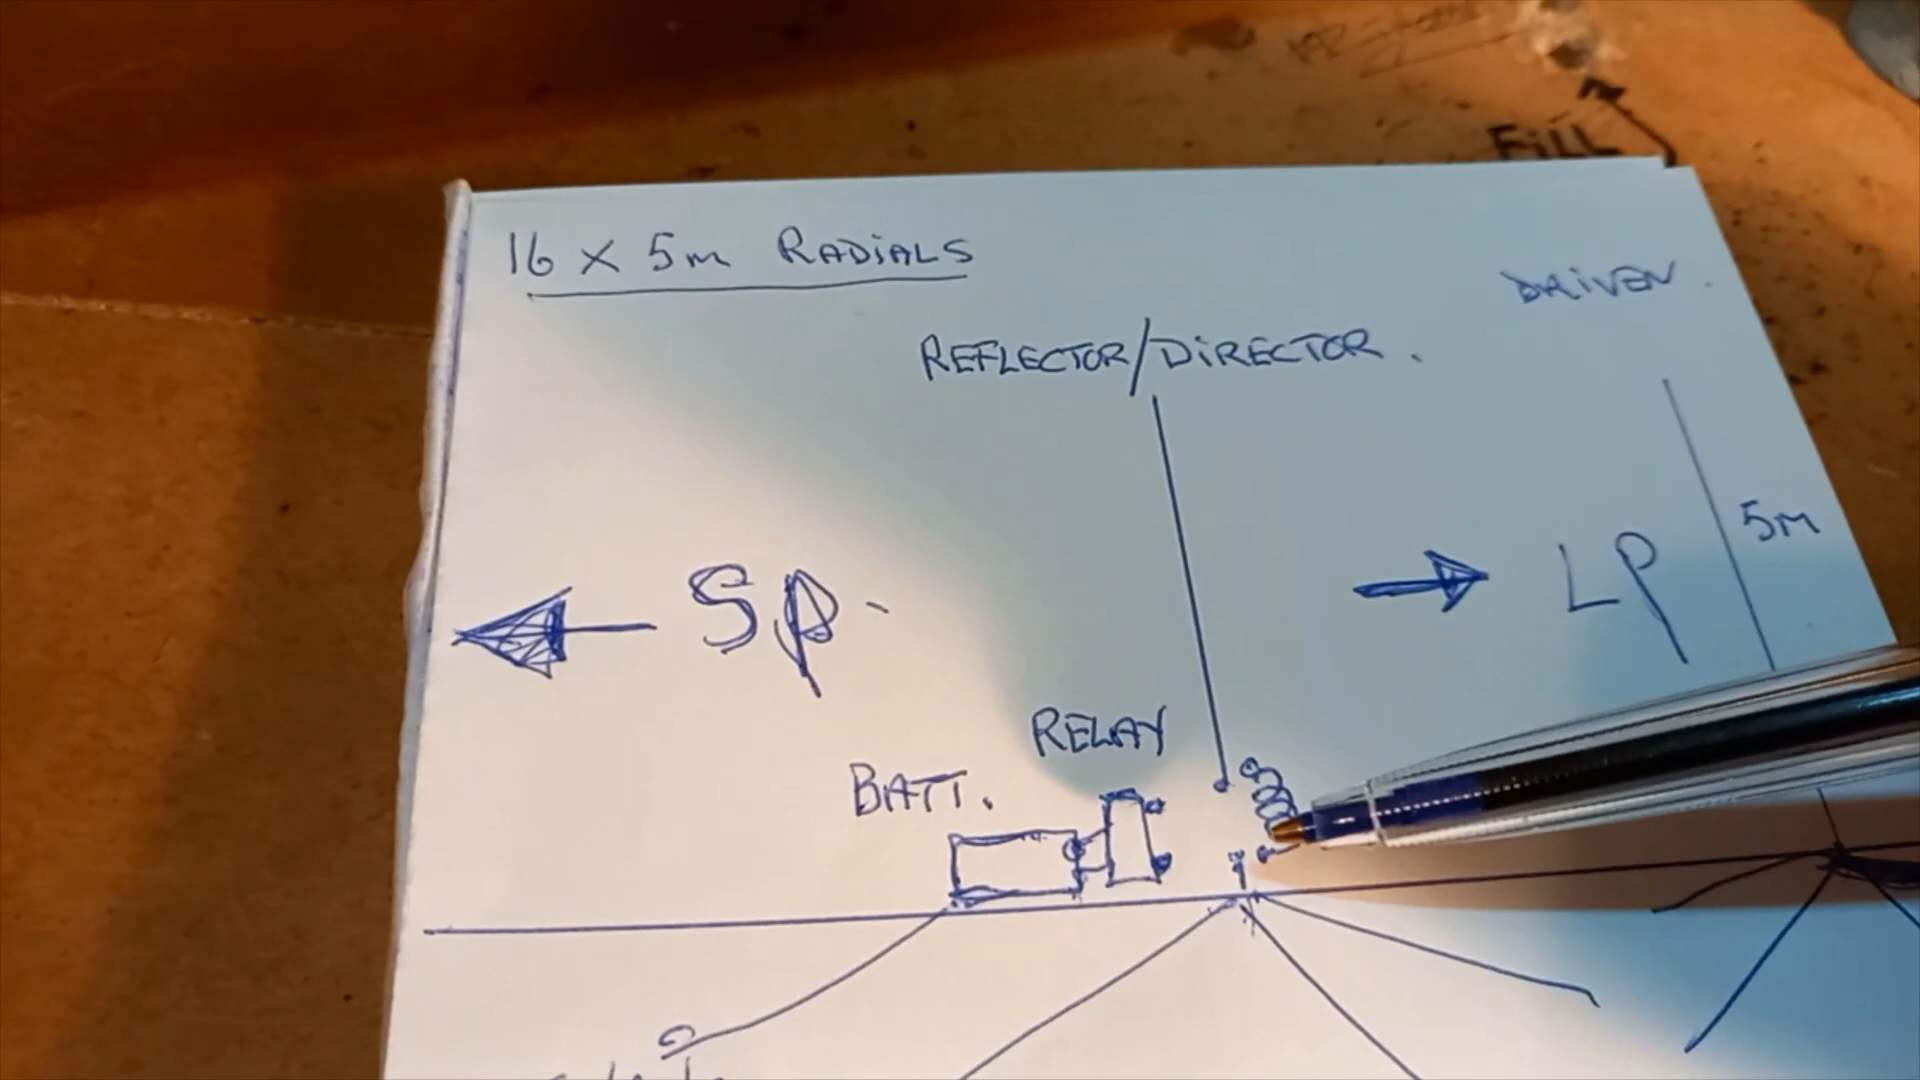 FILL
16 X 5m RADIALS
DRIVEN.
REFLECTOR/DIRECTOR.
5m
LP
SP.
RELAY
BATT.